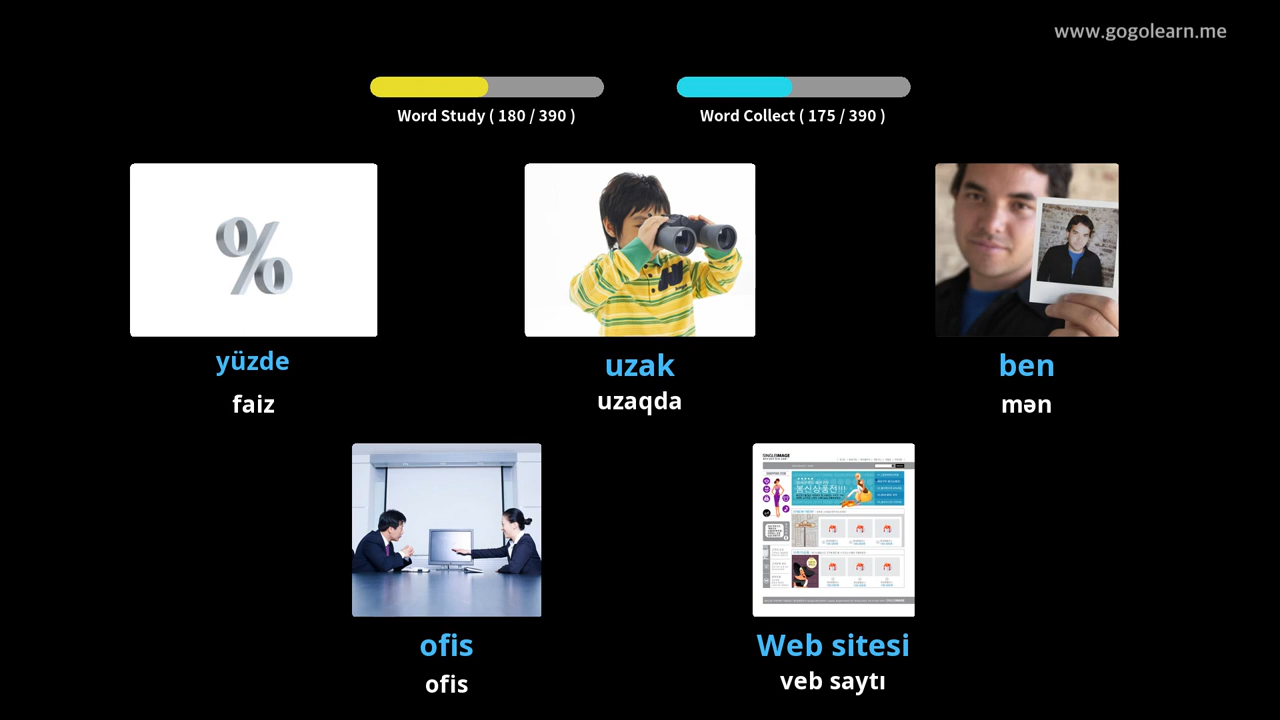 www.gogolearn.me
Word Study ( 180 / 390 )
Word Collect ( 175 / 390 )
%
yüzde
faiz
uzak
uzaqda
ben
mən
ofis
ofis
Web sitesi
veb saytı